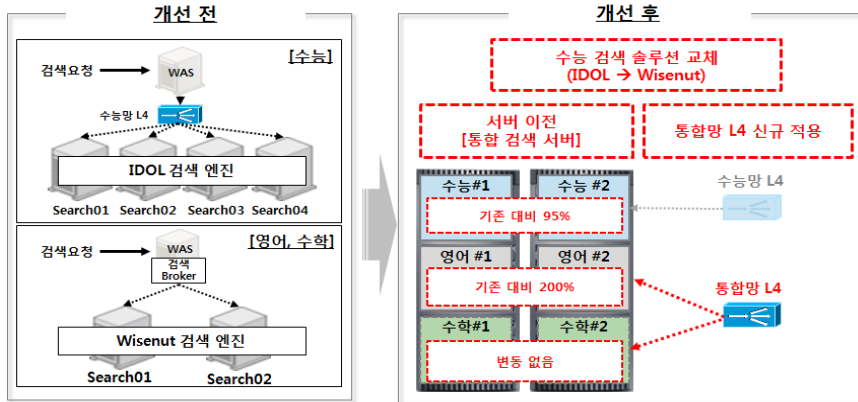 개선 전
[수능]
검색요청
WAS
수능망 L4
IDOL 검색 엔진
Search01 Search02 Search03 Search04
[영어, 수학]
검색요청
WAS
검색
Broker
Wisenut 검색 엔진
Search01 Search02
개선 후
수능 검색 솔루션 교체
(IDOL → Wisenut)
서버 이전
[통합 검색 서버]
통합망 L4 신규 적용
수능#1 수능 #2
수능망 L4
기존 대비 95%
영어 #1 영어 #2
기존 대비 200%
통합망 L4
수학#1 수학#2
변동 없음